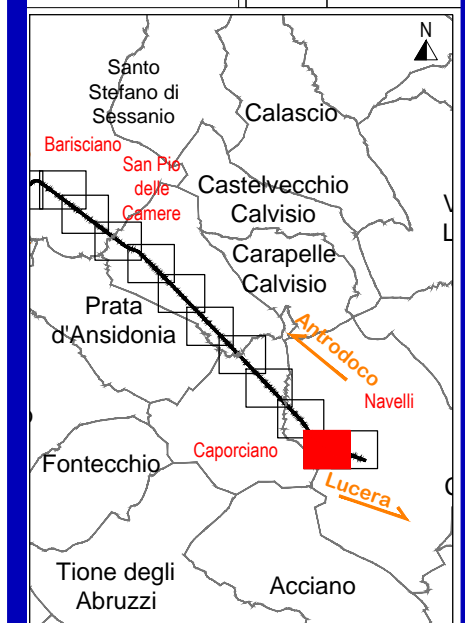 N
Santo
Stefano di
Sessanio
Calascio
Barisciano
San Pio
delle
Camere
Castelvecchio
Calvisio
Carapelle
Calvisio
Prata
d'Ansidonia
Antrodoco
Navelli
Caporciano
Fontecchio
Lucera
Tione degli
Abruzzi
Acciano